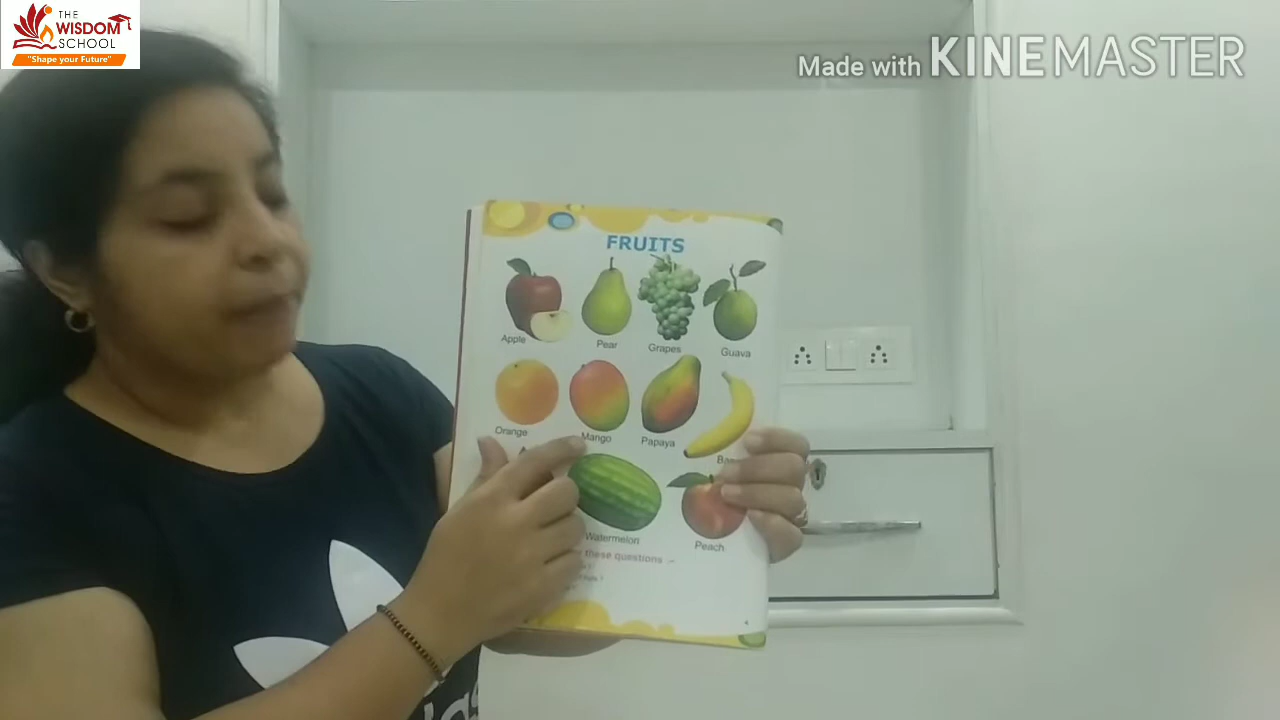 THE
WISDOM
SCHOOL
"Shape your Future"
Made with KINEMASTER
FRUITS
Apple Pear Grapes Guava
Orange Mango Papaya
Watermelon Peach
these questions